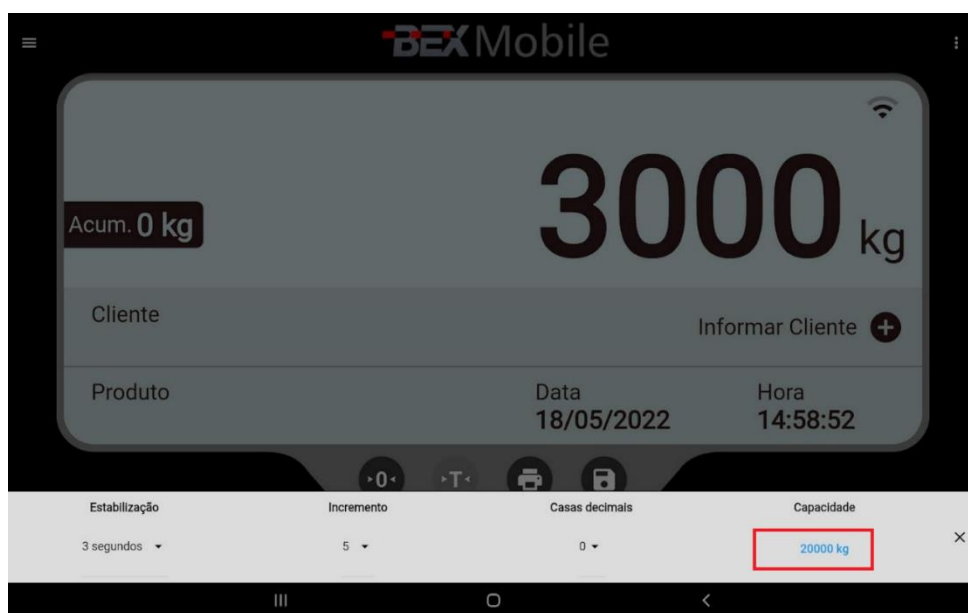 BEX Mobile
3000 kg
Acum. 0 kg
Cliente
Informar Cliente
Produto
Data
18/05/2022
Hora
14:58:52
0
T
Estabilização
Incremento
Casas decimais
Capacidade
3 segundos
5
0
20000 kg